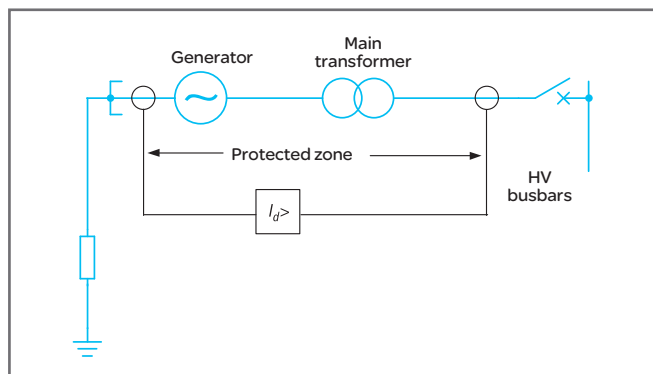 Generator
Main
transformer
Protected zone
HV
busbars
Id>